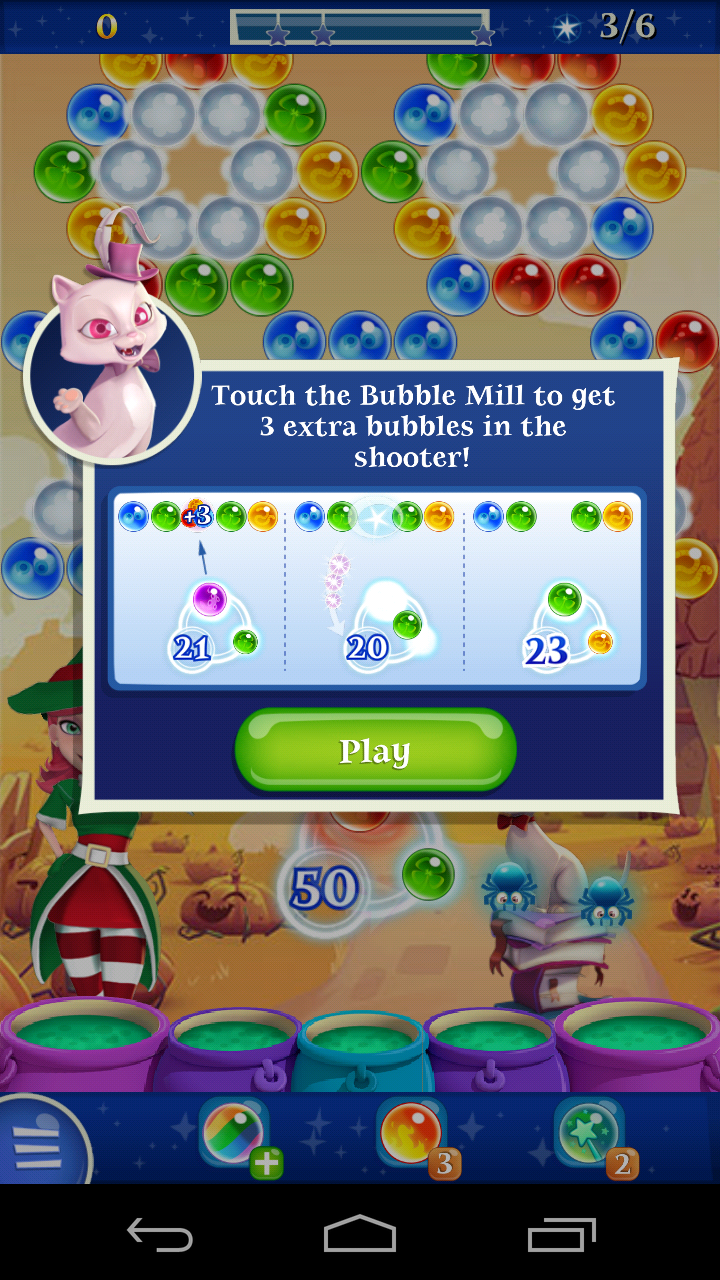 0
3/6
Touch the Bubble Mill to get
3 extra bubbles in the
shooter!
+3
21
20
23
Play
50
3
2